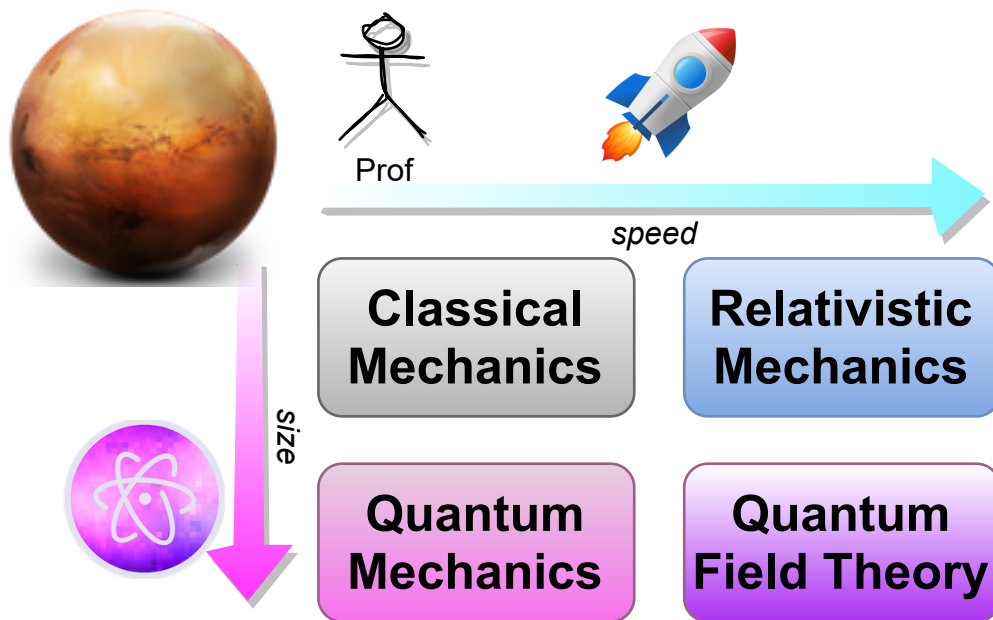 Prof
speed
Classical
Mechanics
Relativistic
Mechanics
size
Quantum
Mechanics
Quantum
Field Theory